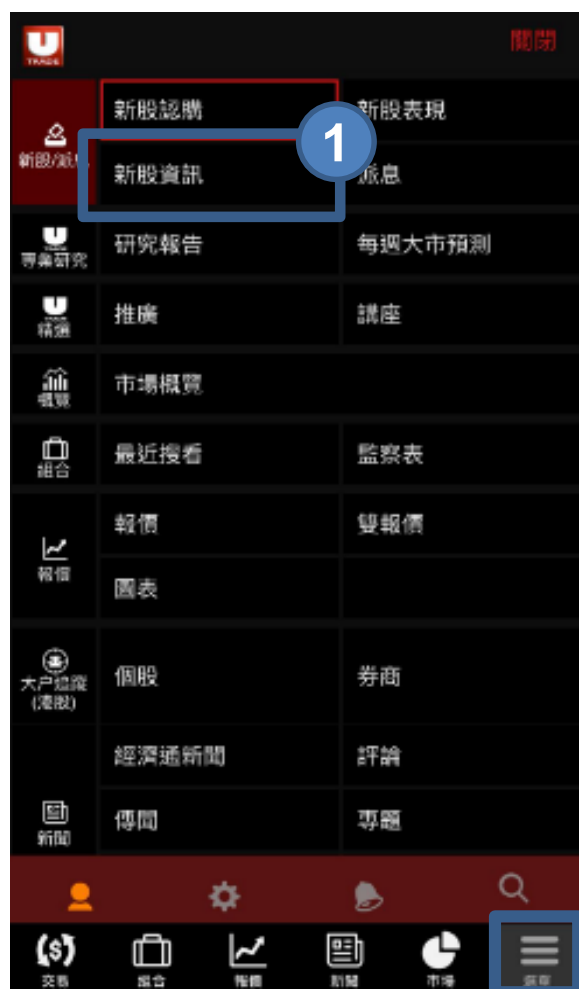 U
TRADE
關閉
新股認購
新股表現
1
新股/派息
新股資訊
派息
專業研究
研究報告
每週大市預測
精選
推廣
講座
概覽
市場概覽
組合
最近搜看
監察表
報價
報價
雙報價
圖表
大戶追蹤
(港股)
個股
券商
經濟通新聞
評論
新聞
傳聞
專題
交易
組合
報價
新聞
市場
選單